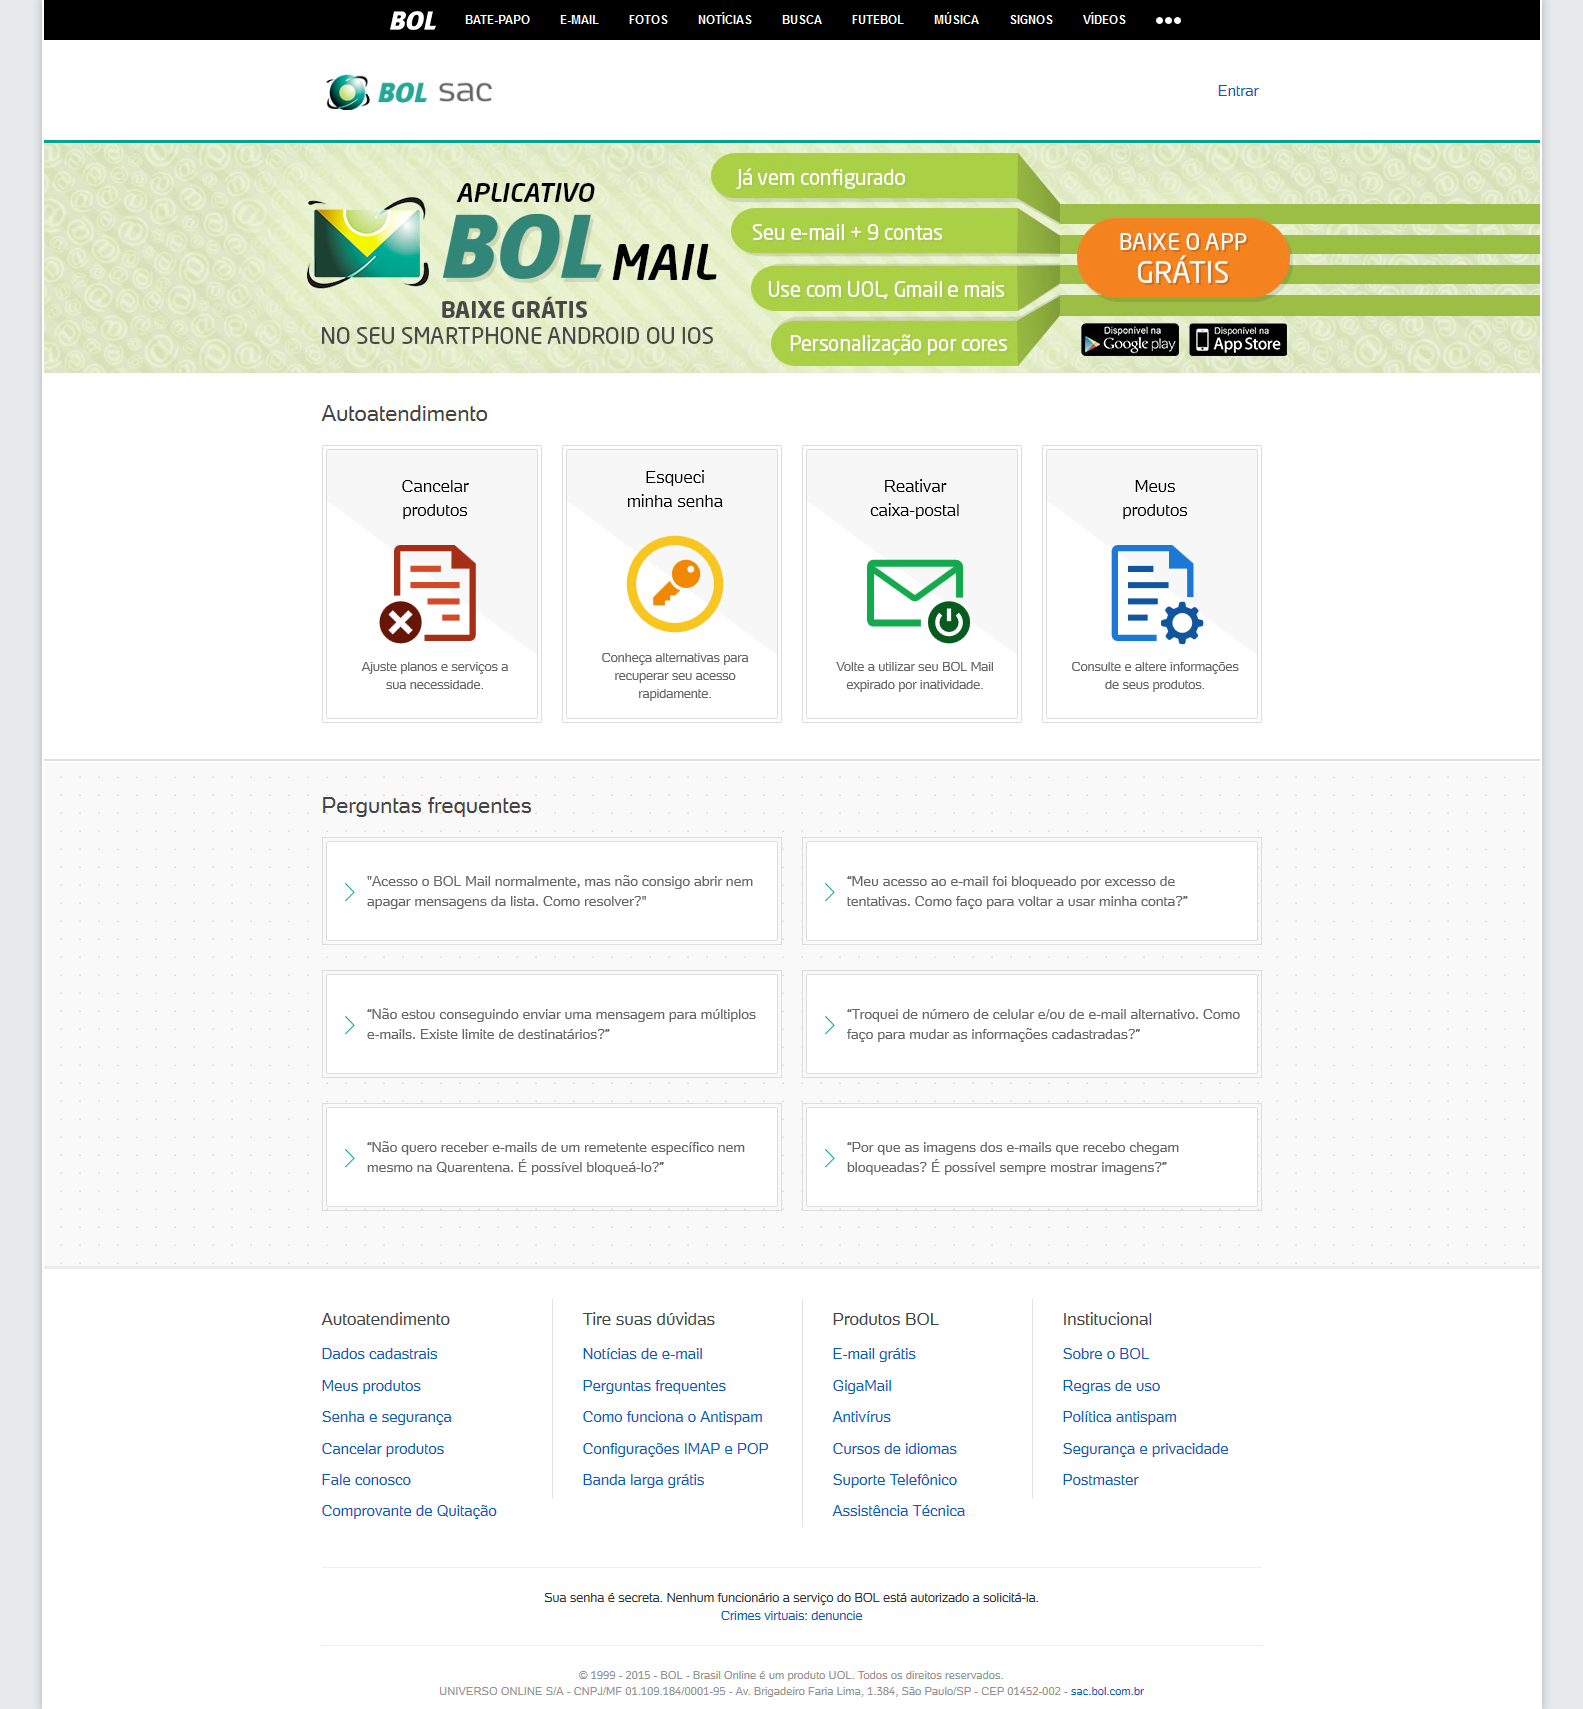 BOL BATE-PAPO E-MAIL FOTOS NOTÍCIAS BUSCA FUTEBOL MÚSICA SIGNOS VÍDEOS
BOL sac
Entrar
APLICATIVO
BOL MAIL
BAIXE GRÁTIS
NO SEU SMARTPHONE ANDROID OU IOS
Já vem configurado
Seu e-mail + 9 contas
Use com UOL, Gmail e mais
Personalização por cores
BAIXE O APP
GRÁTIS
Disponível na
Google play
Disponível na
App Store
Autoatendimento
Cancelar
produtos
Ajuste planos e serviços a
sua necessidade.
Esqueci
minha senha
Conheça alternativas para
recuperar seu acesso
rapidamente.
Reativar
caixa-postal
Volte a utilizar seu BOL Mail
expirado por inatividade.
Meus
produtos
Consulte e altere informações
de seus produtos.
Perguntas frequentes
"Acesso o BOL Mail normalmente, mas não consigo abrir nem
apagar mensagens da lista. Como resolver?"
“Meu acesso ao e-mail foi bloqueado por excesso de
tentativas. Como faço para voltar a usar minha conta?”
“Não estou conseguindo enviar uma mensagem para múltiplos
e-mails. Existe limite de destinatários?”
“Troquei de número de celular e/ou de e-mail alternativo. Como
faço para mudar as informações cadastradas?”
“Não quero receber e-mails de um remetente específico nem
mesmo na Quarentena. É possível bloqueá-lo?”
“Por que as imagens dos e-mails que recebo chegam
bloqueadas? É possível sempre mostrar imagens?”
Autoatendimento
Dados cadastrais
Meus produtos
Senha e segurança
Cancelar produtos
Fale conosco
Comprovante de Quitação
Tire suas dúvidas
Notícias de e-mail
Perguntas frequentes
Como funciona o Antispam
Configurações IMAP e POP
Banda larga grátis
Produtos BOL
E-mail grátis
GigaMail
Antivírus
Cursos de idiomas
Suporte Telefônico
Assistência Técnica
Institucional
Sobre o BOL
Regras de uso
Política antispam
Segurança e privacidade
Postmaster
Sua senha é secreta. Nenhum funcionário a serviço do BOL está autorizado a solicitá-la.
Crimes virtuais: denuncie
© 1999 - 2015 - BOL - Brasil Online é um produto UOL. Todos os direitos reservados.
UNIVERSO ONLINE S/A - CNPJ/MF 01.109.184/0001-95 - Av. Brigadeiro Faria Lima, 1.384, São Paulo/SP - CEP 01452-002 - sac.bol.com.br